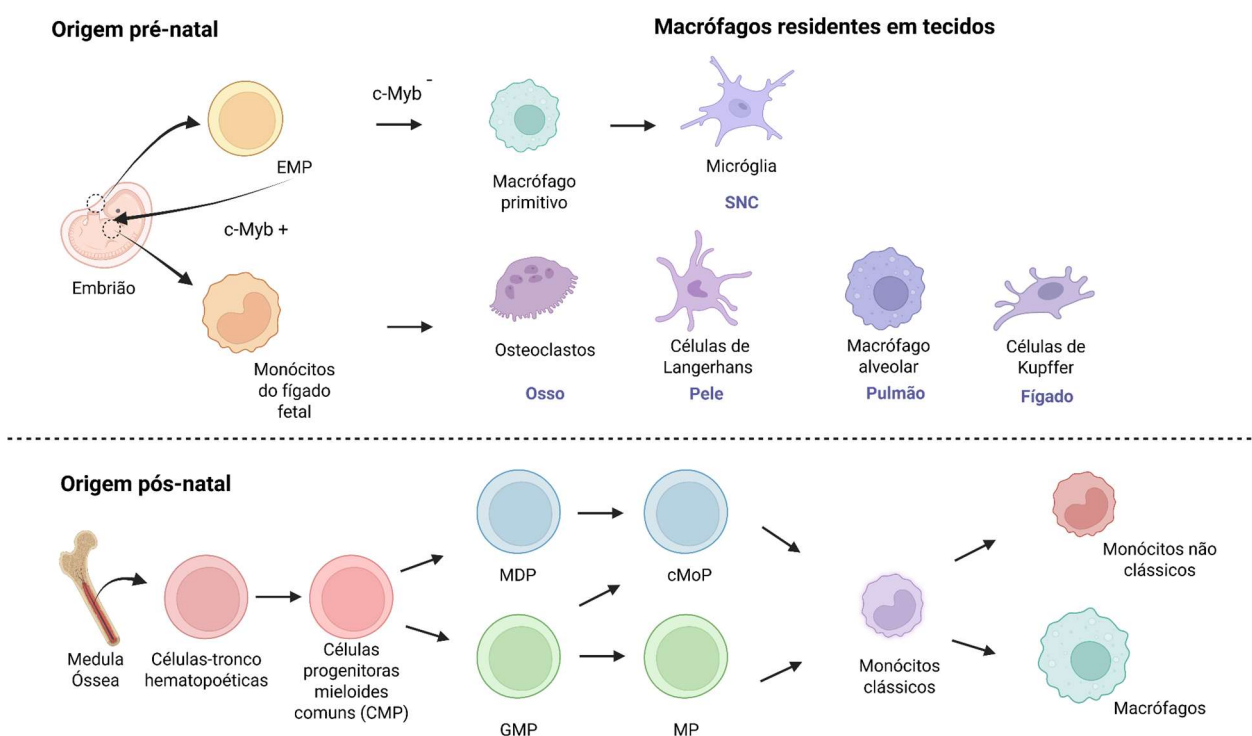 Origem pré-natal
Macrófagos residentes em tecidos
c-Myb -
EMP
Macrófago
primitivo
Micróglia
SNC
c-Myb +
Embrião
Monócitos
do fígado
fetal
Osteoclastos
Osso
Células de
Langerhans
Pele
Macrófago
alveolar
Pulmão
Células de
Kupffer
Fígado
Origem pós-natal
Medula
Óssea
Células-tronco
hematopoéticas
Células
progenitoras
mieloides
comuns (CMP)
MDP
cMoP
GMP
MP
Monócitos
clássicos
Monócitos não
clássicos
Macrófagos